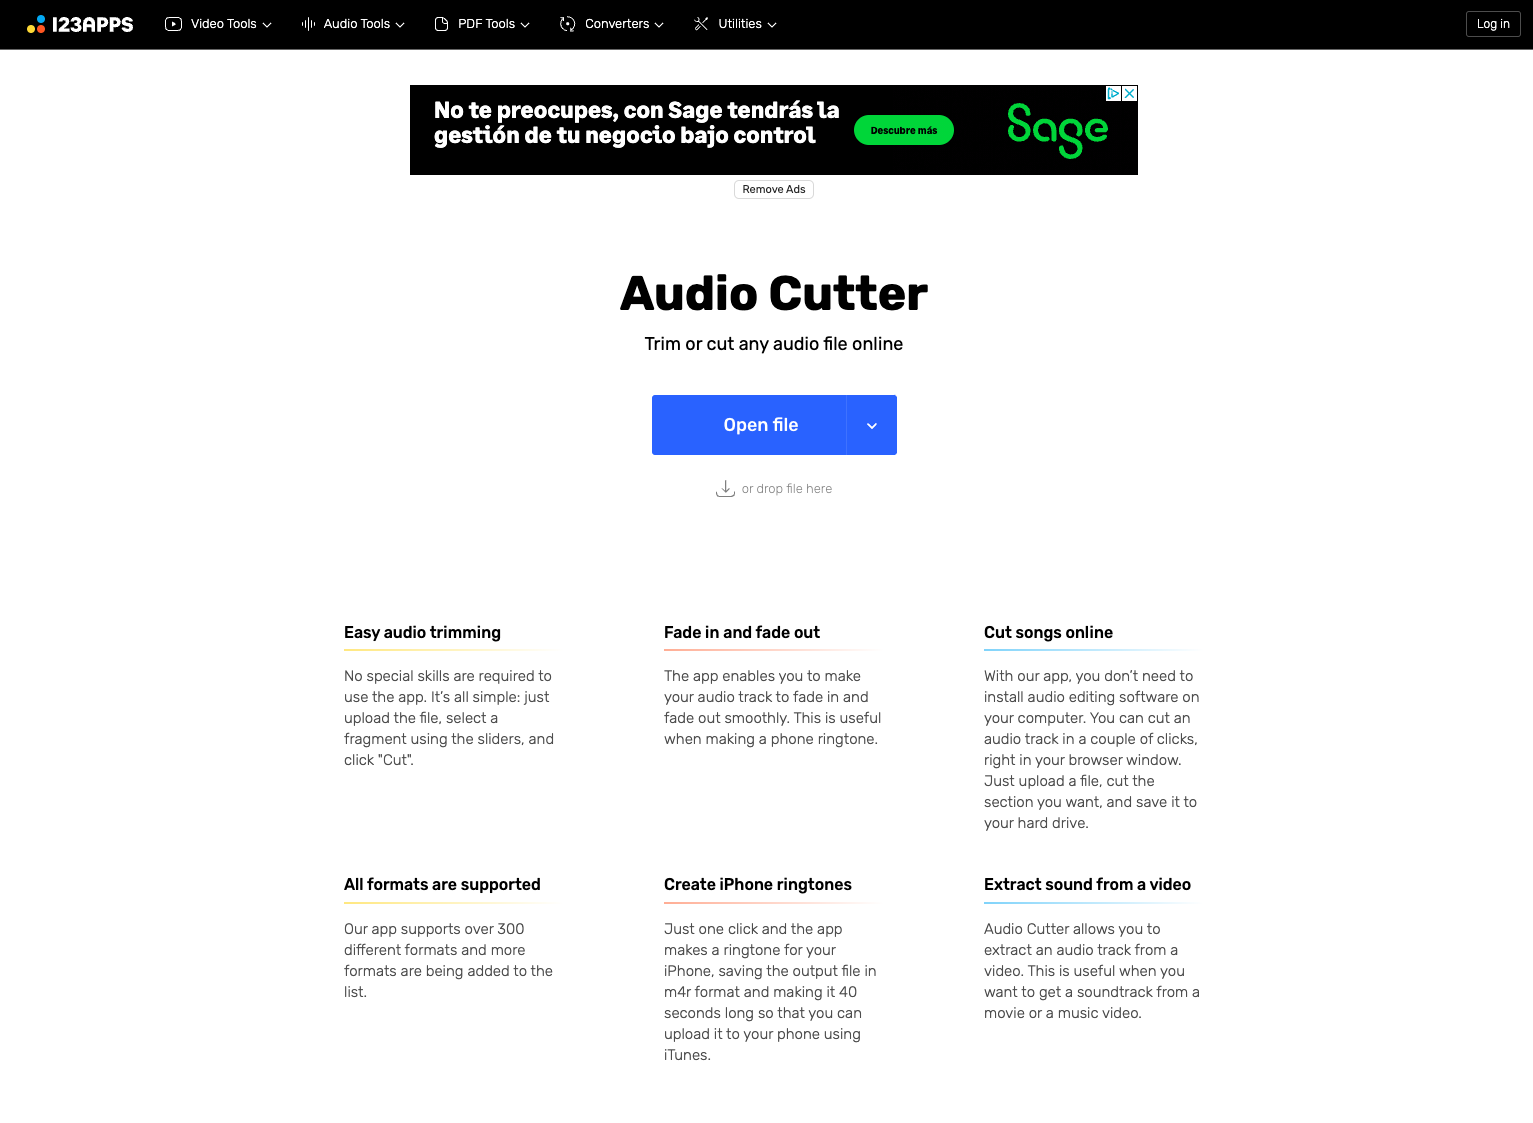 123APPS
Video Tools
Audio Tools
PDF Tools
Converters
Utilities
Log in
No te preocupes, con Sage tendrás la
gestión de tu negocio bajo control
Descubre más
Sage
Remove Ads
Audio Cutter
Trim or cut any audio file online
Open file
or drop file here
Easy audio trimming
No special skills are required to
use the app. It’s all simple: just
upload the file, select a
fragment using the sliders, and
click "Cut".
Fade in and fade out
The app enables you to make
your audio track to fade in and
fade out smoothly. This is useful
when making a phone ringtone.
Cut songs online
With our app, you don’t need to
install audio editing software on
your computer. You can cut an
audio track in a couple of clicks,
right in your browser window.
Just upload a file, cut the
section you want, and save it to
your hard drive.
All formats are supported
Our app supports over 300
different formats and more
formats are being added to the
list.
Create iPhone ringtones
Just one click and the app
makes a ringtone for your
iPhone, saving the output file in
m4r format and making it 40
seconds long so that you can
upload it to your phone using
iTunes.
Extract sound from a video
Audio Cutter allows you to
extract an audio track from a
video. This is useful when you
want to get a soundtrack from a
movie or a music video.